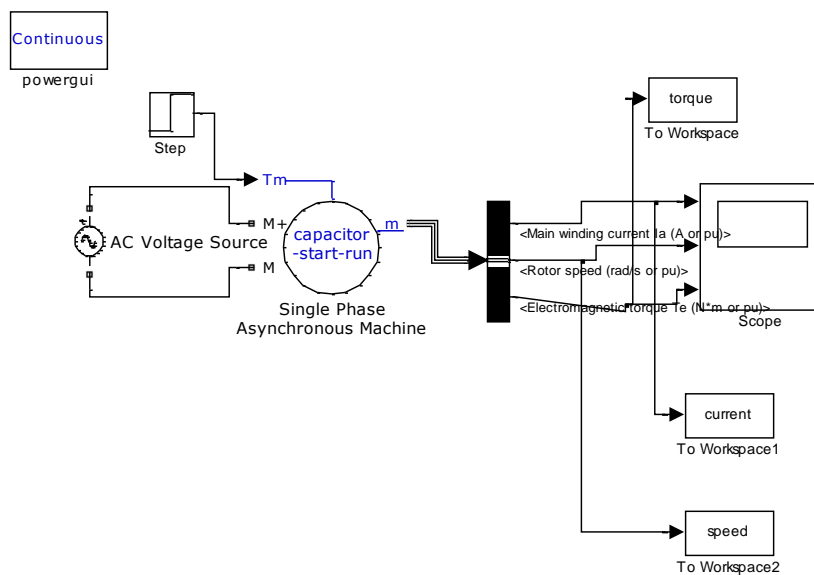 Continuous
powergui
Step
Tm
torque
To Workspace
AC Voltage Source
M+
M
capacitor
-start-run
m
Single Phase
Asynchronous Machine
<Main winding current Ia (A or pu)>
<Rotor speed (rad/s or pu)>
<Electromagnetic torque Te (N*m or pu)>
Scope
current
To Workspace1
speed
To Workspace2